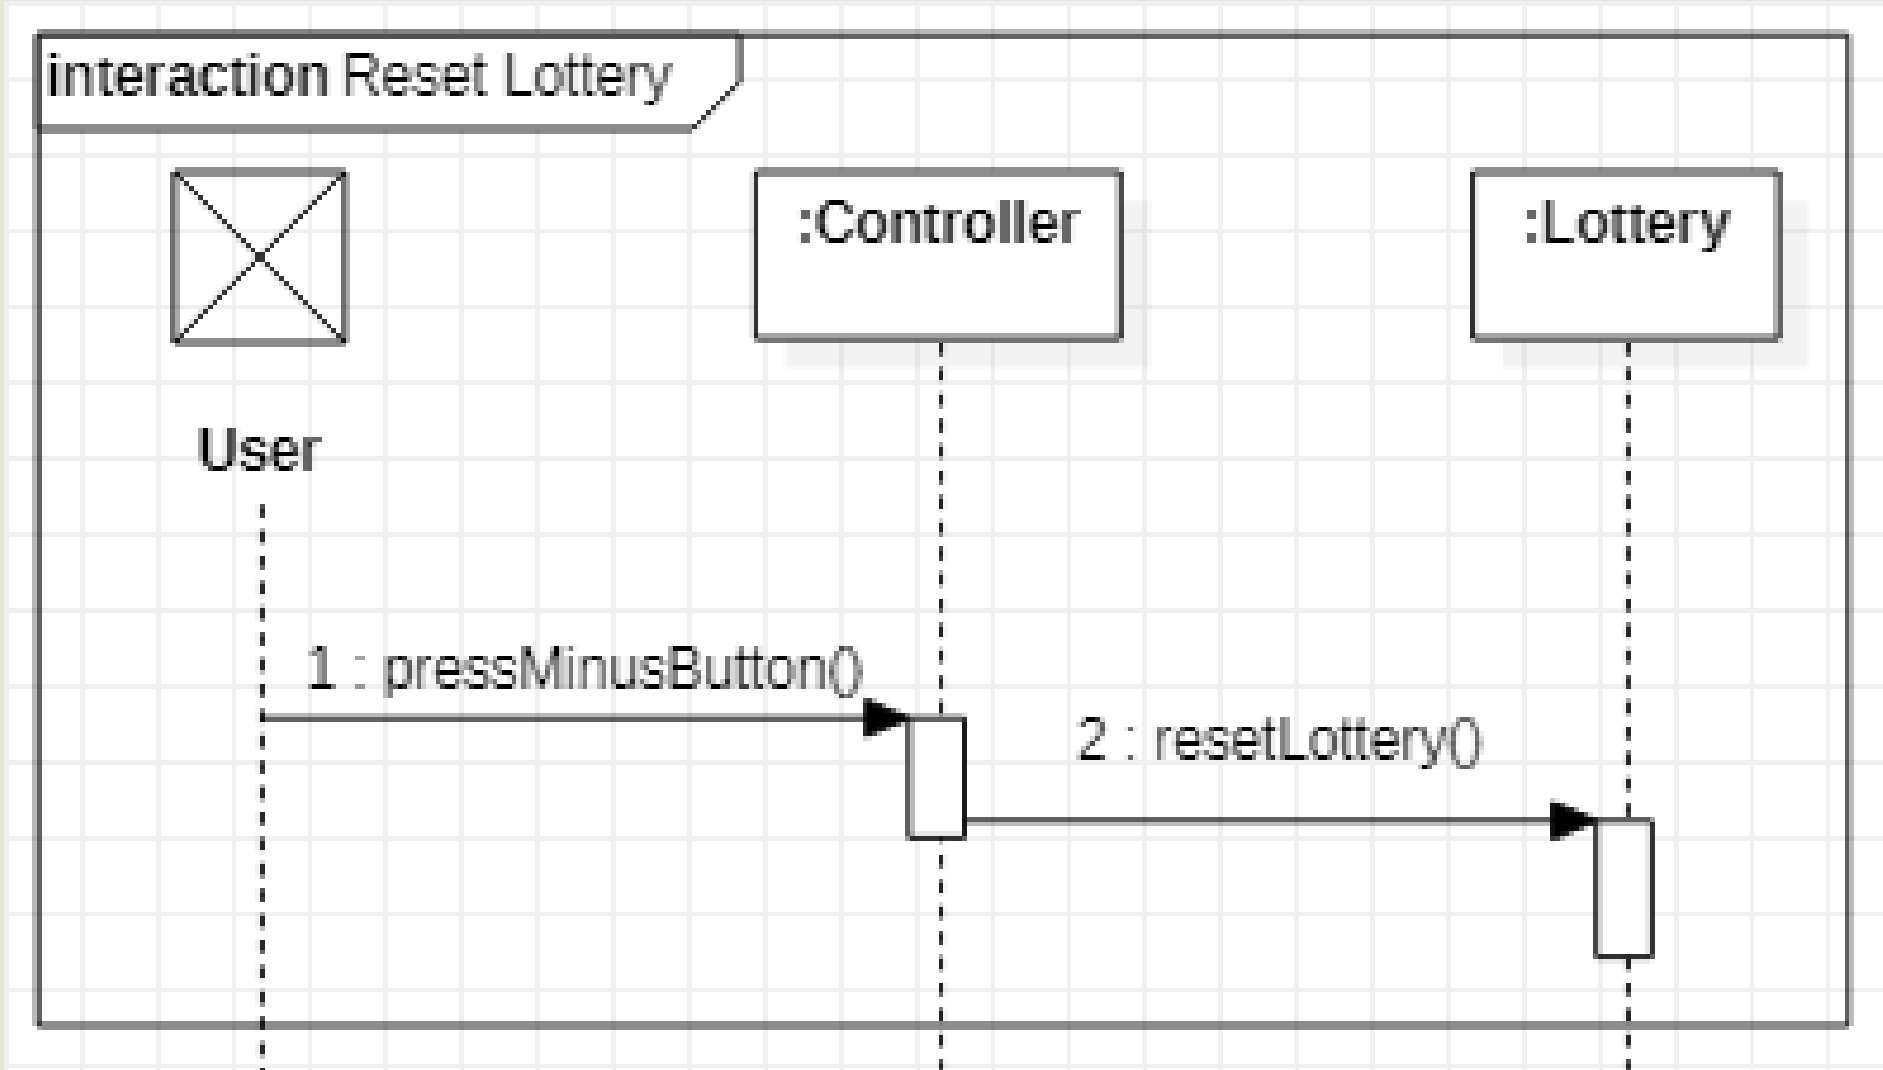 interaction Reset Lottery
:Controller
:Lottery
User
1 : pressMinusButton()
2 : resetLottery()